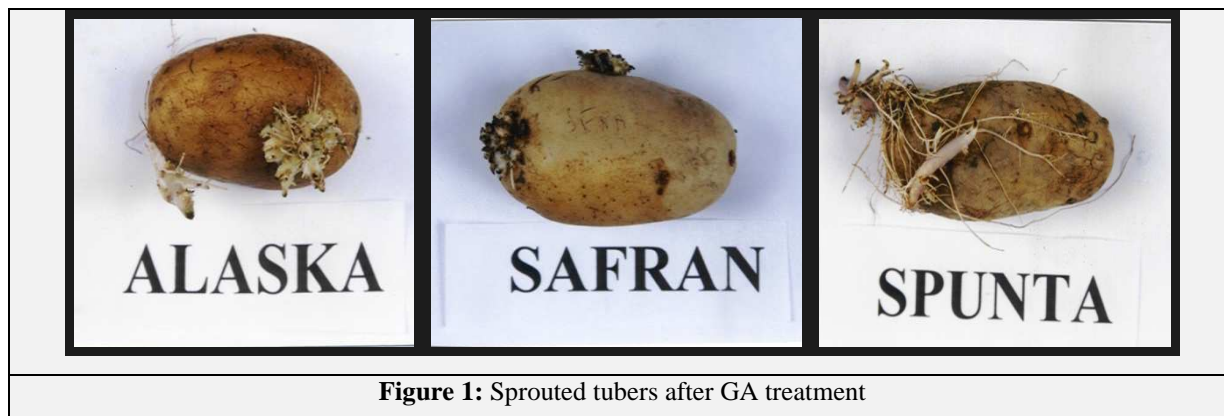 ALASKA
SAFRAN
SPUNTA
Figure 1: Sprouted tubers after GA treatment